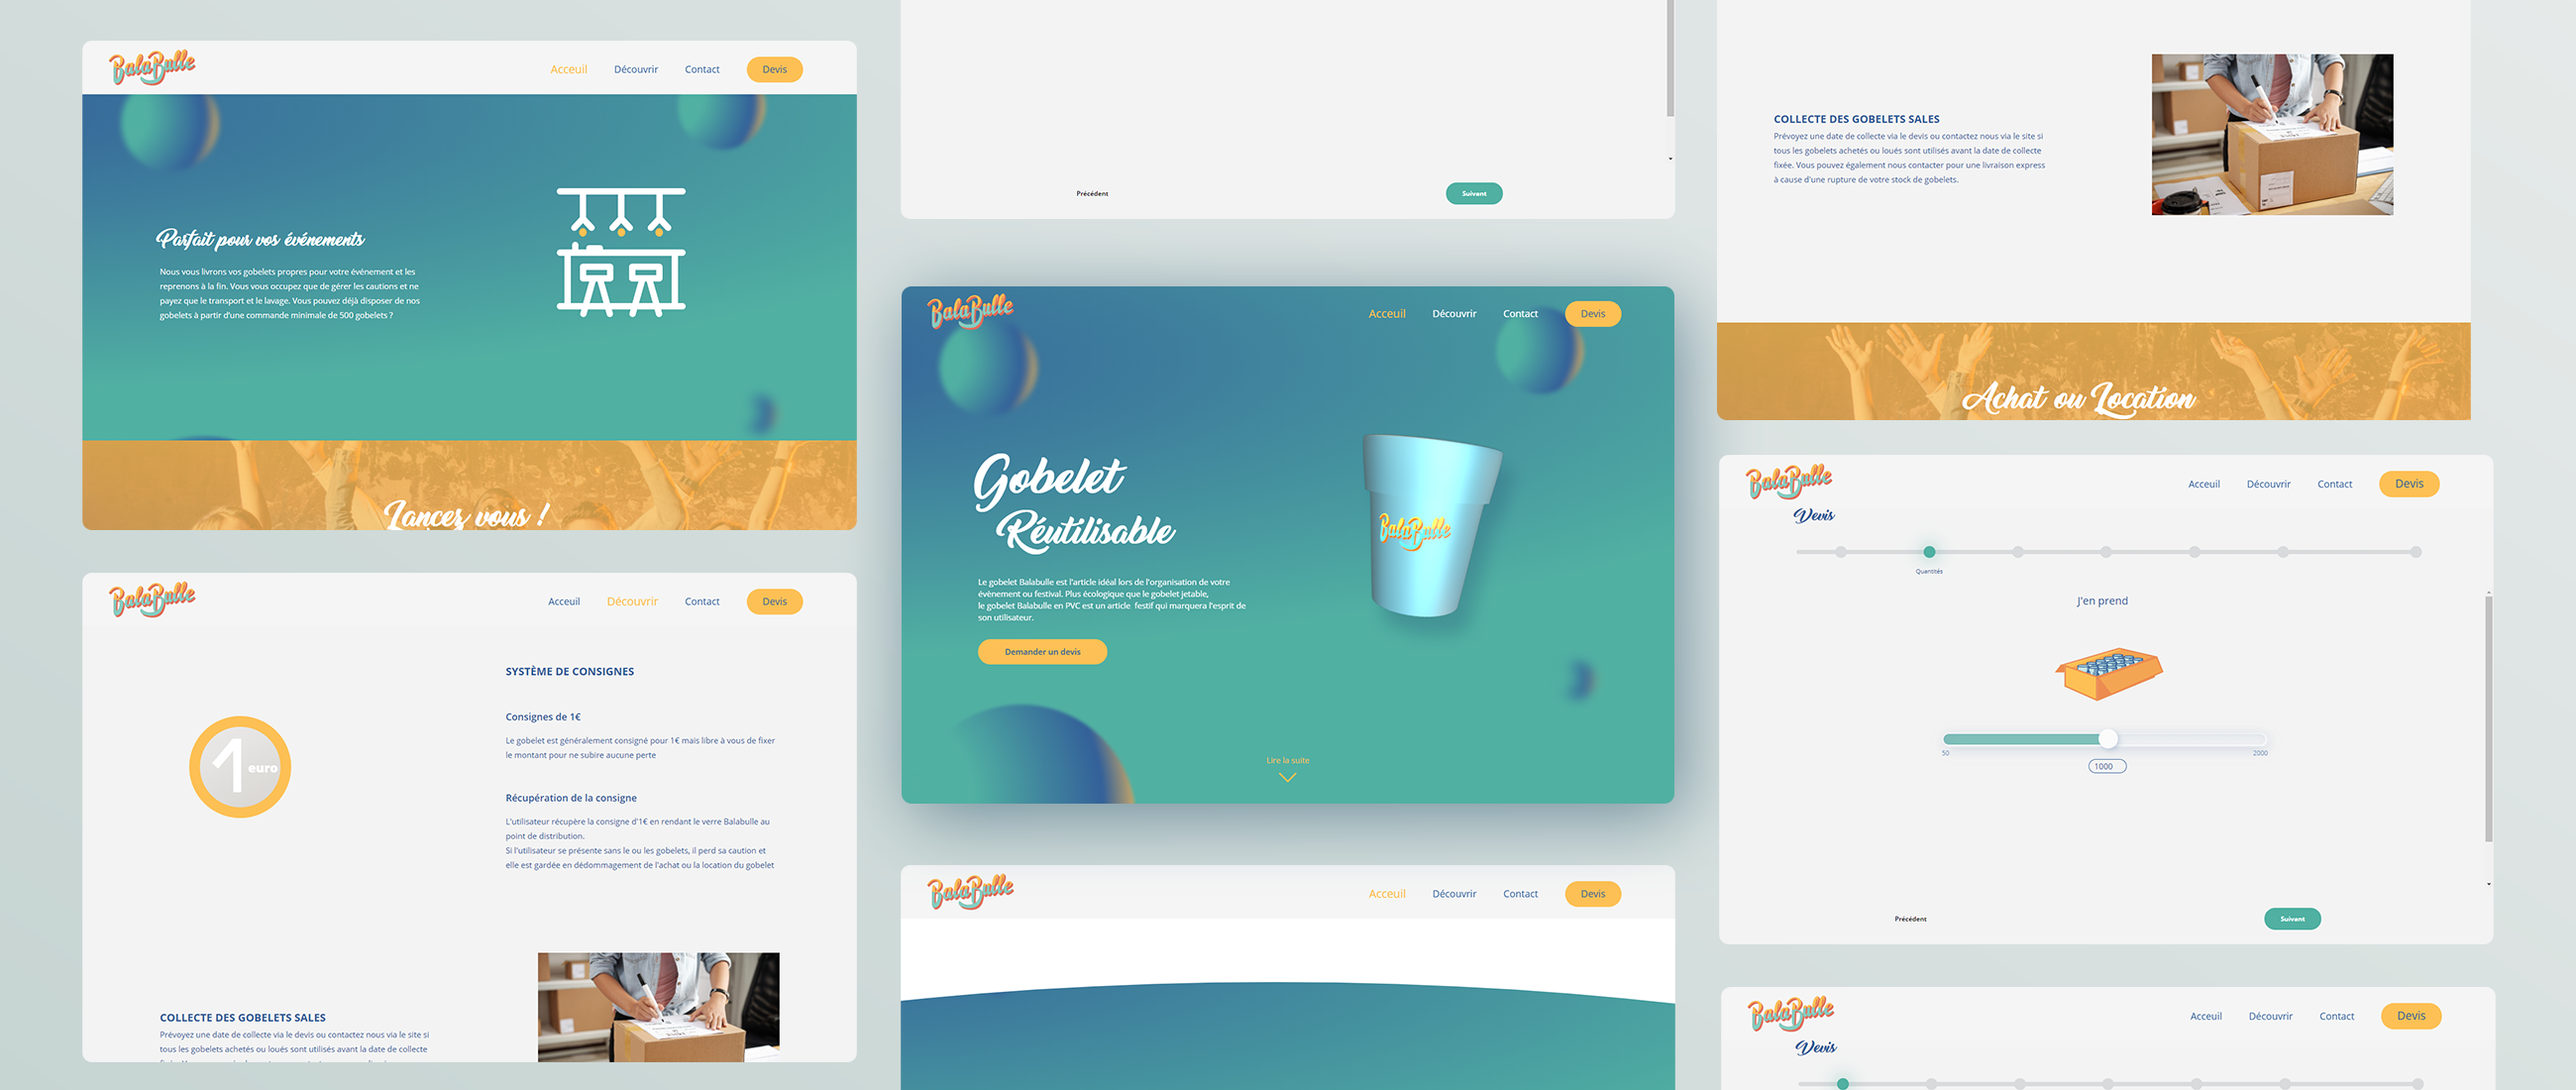 BalaBulle
Acceuil Découvrir Contact Devis
Parfait pour vos événements
Nous vous livrons vos gobelets propres pour votre événement et les
reprenons à la fin. Vous vous occupez que de gérer les cautions et ne
payez que le transport et le lavage. Vous pouvez déjà disposer de nos
gobelets à partir d'une commande minimale de 500 gobelets ?
Lancez vous !
BalaBulle
Acceuil Découvrir Contact Devis
SYSTÈME DE CONSIGNES
Consignes de 1€
Le gobelet est généralement consigné pour 1€ mais libre à vous de fixer
le montant pour ne subire aucune perte
1 euro
Récupération de la consigne
L'utilisateur récupère la consigne d'1€ en rendant le verre Balabulle au
point de distribution.
Si l'utilisateur se présente sans le ou les gobelets, il perd sa caution et
elle est gardée en dédommagement de l'achat ou la location du gobelet
COLLECTE DES GOBELETS SALES
Prévoyez une date de collecte via le devis ou contactez nous via le site si
tous les gobelets achetés ou loués sont utilisés avant la date de collecte
Précédent Suivant
BalaBulle
Acceuil Découvrir Contact Devis
Gobelet
Réutilisable
BalaBulle
Le gobelet Balabulle est l'article idéal lors de l'organisation de votre
évènement ou festival. Plus écologique que le gobelet jetable,
le gobelet Balabulle en PVC est un article festif qui marquera l'esprit de
son utilisateur.
Demander un devis
Lire la suite
BalaBulle
Acceuil Découvrir Contact Devis
COLLECTE DES GOBELETS SALES
Prévoyez une date de collecte via le devis ou contactez nous via le site si
tous les gobelets achetés ou loués sont utilisés avant la date de collecte
fixée. Vous pouvez également nous contacter pour une livraison express
à cause d'une rupture de votre stock de gobelets.
Achat ou Location
BalaBulle
Acceuil Découvrir Contact Devis
Devis
Quantités
J'en prend
50 2000
1000
Précédent Suivant
BalaBulle
Acceuil Découvrir Contact Devis
Devis